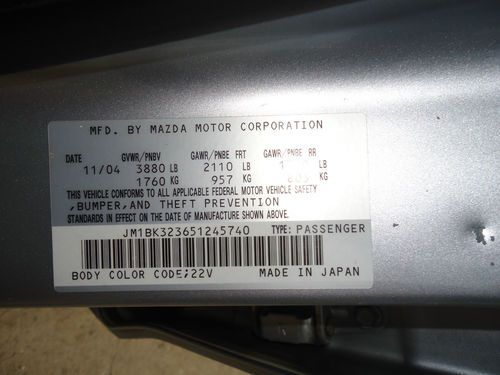 MFD. BY MAZDA MOTOR CORPORATION
DATE GVWR/PNBV GAWR/PNBE FRT GAWR/PNBE RR
11/04 3880 LB 2110 LB LB
1760 KG 957 KG KG
THIS VEHICLE CONFORMS TO ALL APPLICABLE FEDERAL MOTOR VEHICLE SAFETY
,BUMPER,AND THEFT PREVENTION
STANDARDS IN EFFECT ON THE DATE OF MANUFACTURE SHOWN ABOVE.
JM1BK323651245740 TYPE: PASSENGER
BODY COLOR CODE;22V MADE IN JAPAN